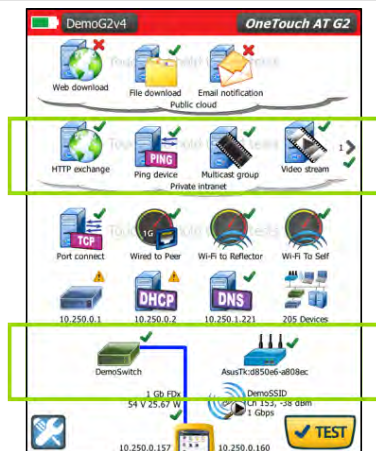 DemoG2v4 OneTouch AT G2
Web download File download Email notification
Public cloud
HTTP exchange Ping device Multicast group Video stream
PING
1
Private intranet
TCP 1G
Port connect Wired to Peer Wi-Fi to Reflector Wi-Fi To Self
DHCP DNS
10.250.0.1 10.250.0.2 10.250.1.221 205 Devices
DemoSwitch AsusTk:d850e6-a808ec
1 Gb FDx DemoSSID
54 V 25.67 W Ch 153, -38 dBm
1 Gbps
TEST
10.250.0.157 10.250.0.160